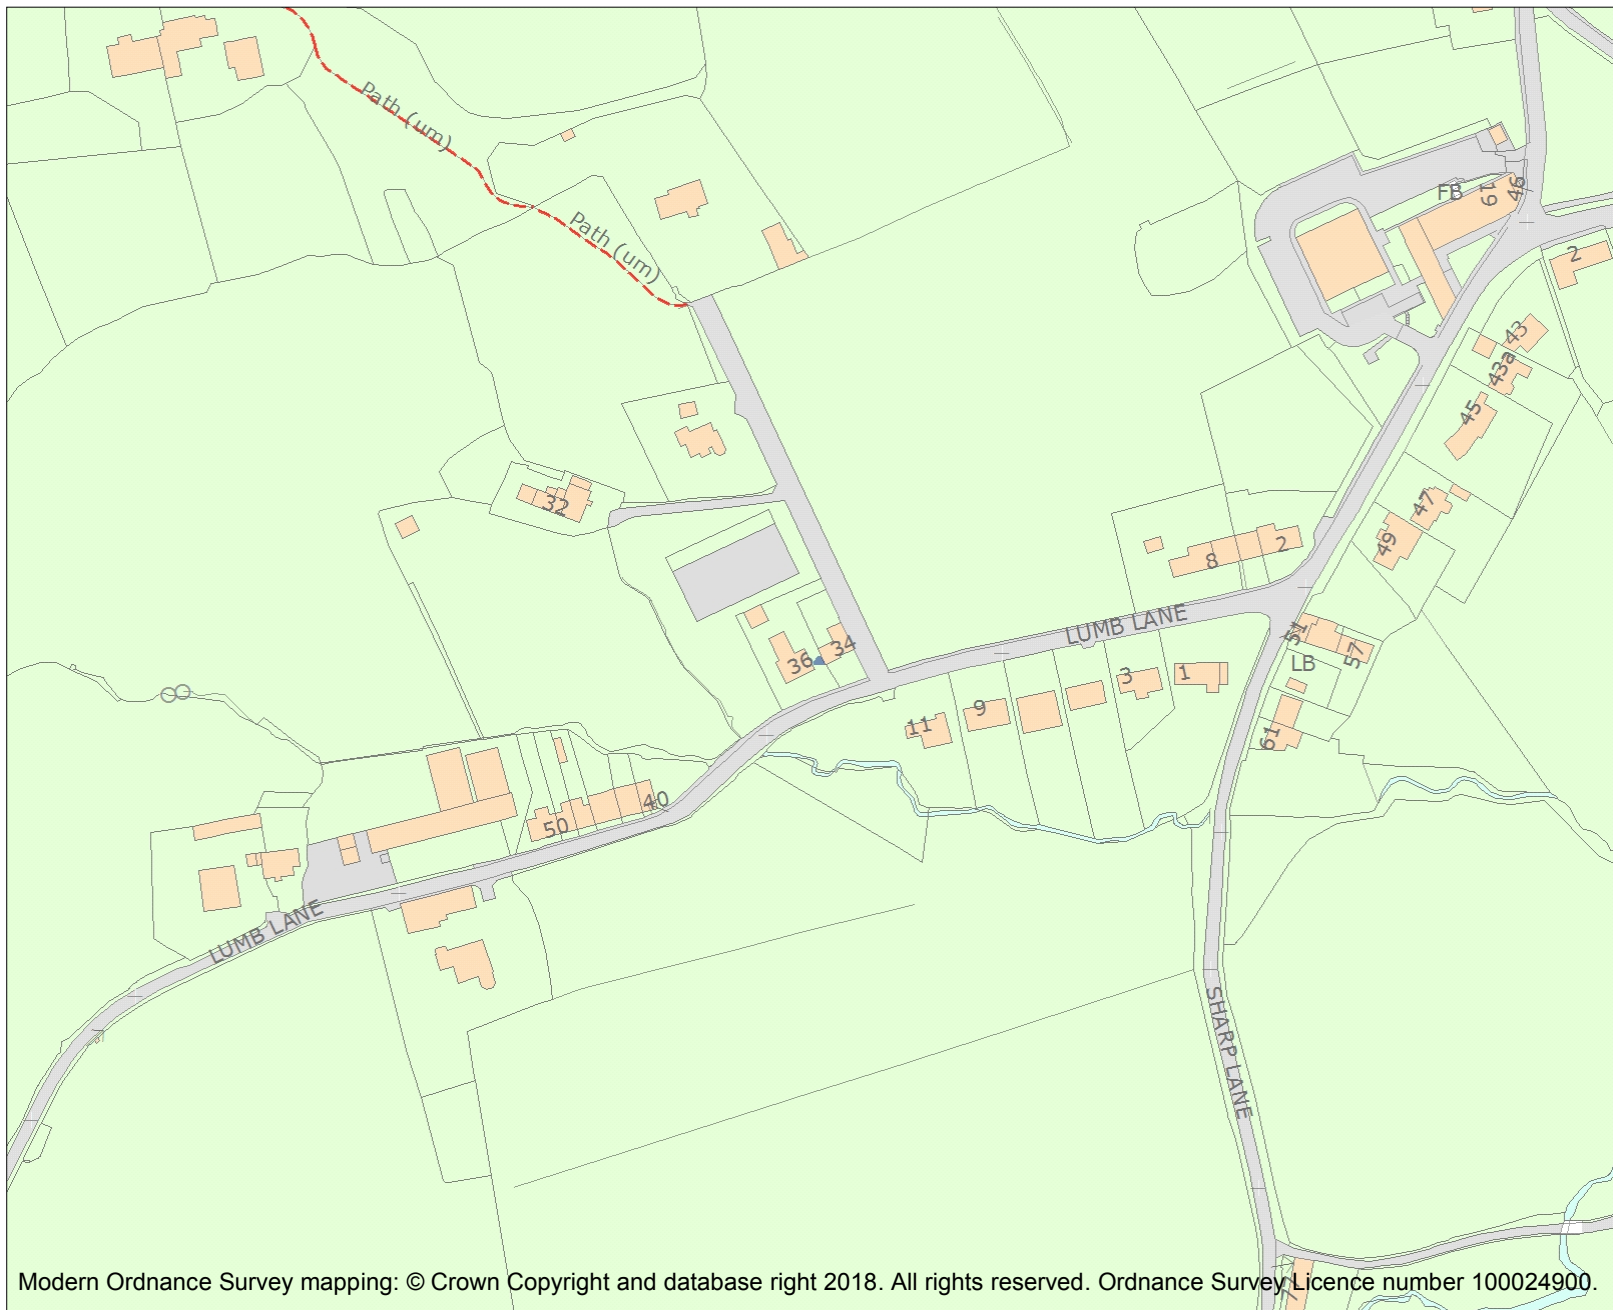 Path (um)
Path (um)
FB
19
46
2
43
43a
45
47
49
32
8
2
LUMB LANE
51
57
LB
61
34
36
3
1
9
11
40
50
LUMB LANE
SHARP LANE
Modern Ordnance Survey mapping: © Crown Copyright and database right 2018. All rights reserved. Ordnance Survey Licence number 100024900.